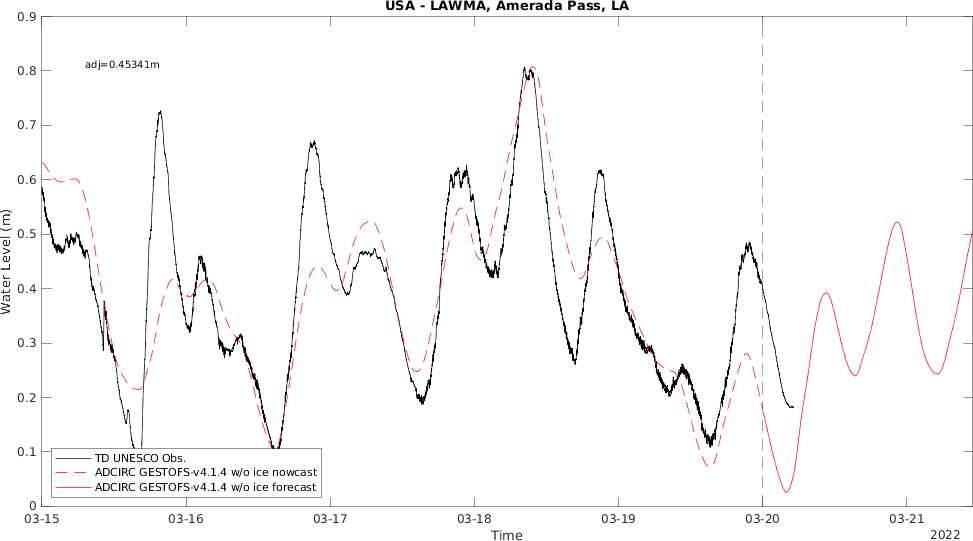 USA - LAWMA, Amerada Pass, LA
0.9
0.8
0.7
0.6
0.5
0.4
0.3
0.2
0.1
0
Water Level (m)
adj=0.45341m
TD UNESCO Obs.
ADCIRC GESTOFS-v4.1.4 w/o ice nowcast
ADCIRC GESTOFS-v4.1.4 w/o ice forecast
03-15 03-16 03-17 03-18 03-19 03-20 03-21
Time
2022